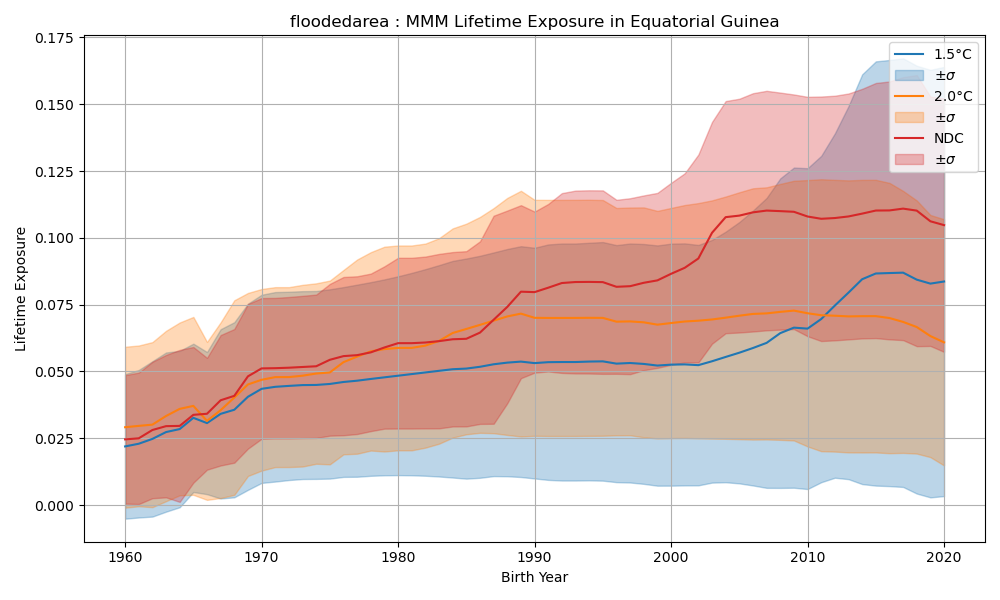 floodedarea : MMM Lifetime Exposure in Equatorial Guinea
Lifetime Exposure
0.175
0.150
0.125
0.100
0.075
0.050
0.025
0.000
1960 1970 1980 1990 2000 2010 2020
Birth Year
1.5°C
±σ
2.0°C
±σ
NDC
±σ